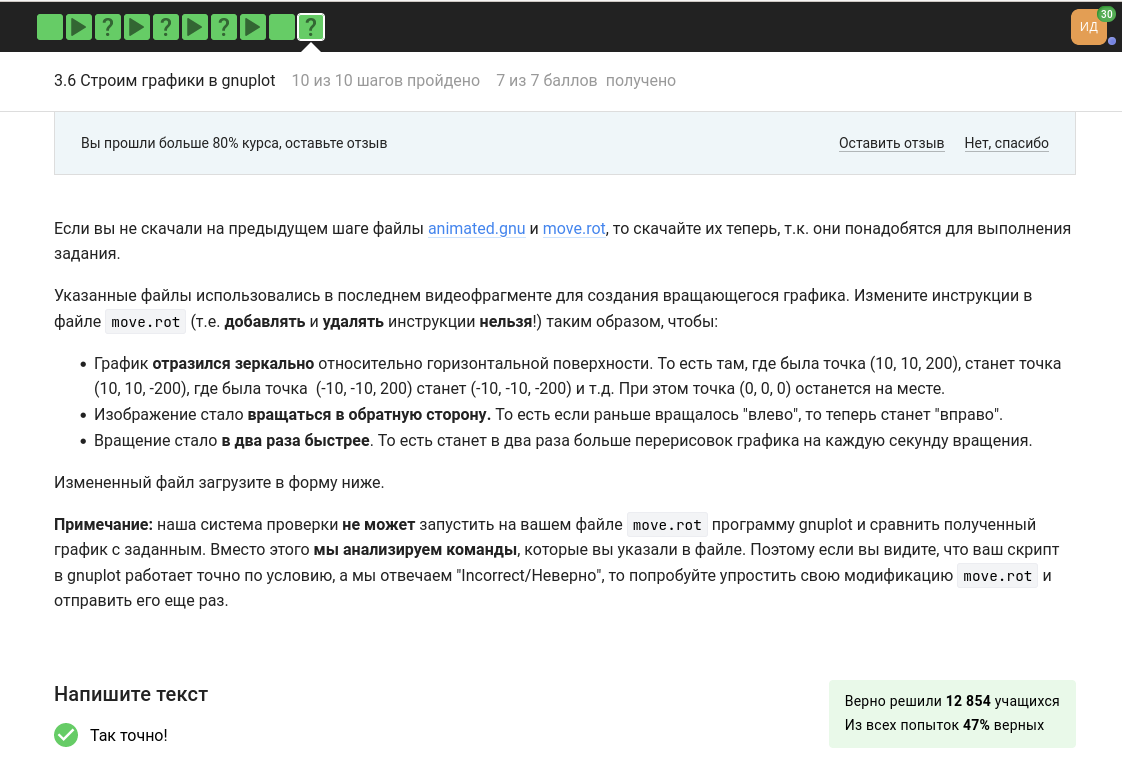 ? ? ? ?
30
ИД
3.6 Строим графики в gnuplot 10 из 10 шагов пройдено 7 из 7 баллов получено
Вы прошли больше 80% курса, оставьте отзыв Оставить отзыв Нет, спасибо
Если вы не скачали на предыдущем шаге файлы animated.gnu и move.rot, то скачайте их теперь, т.к. они понадобятся для выполнения
задания.
Указанные файлы использовались в последнем видеофрагменте для создания вращающегося графика. Измените инструкции в
файле move.rot (т.е. добавлять и удалять инструкции нельзя!) таким образом, чтобы:
• График отразился зеркально относительно горизонтальной поверхности. То есть там, где была точка (10, 10, 200), станет точка
(10, 10, -200), где была точка (-10, -10, 200) станет (-10, -10, -200) и т.д. При этом точка (0, 0, 0) останется на месте.
• Изображение стало вращаться в обратную сторону. То есть если раньше вращалось "влево", то теперь станет "вправо".
• Вращение стало в два раза быстрее. То есть станет в два раза больше перерисовок графика на каждую секунду вращения.
Измененный файл загрузите в форму ниже.
Примечание: наша система проверки не может запустить на вашем файле move.rot программу gnuplot и сравнить полученный
график с заданным. Вместо этого мы анализируем команды, которые вы указали в файле. Поэтому если вы видите, что ваш скрипт
в gnuplot работает точно по условию, а мы отвечаем "Incorrect/Неверно", то попробуйте упростить свою модификацию move.rot и
отправить его еще раз.
Напишите текст
Верно решили 12 854 учащихся
Из всех попыток 47% верных
Так точно!